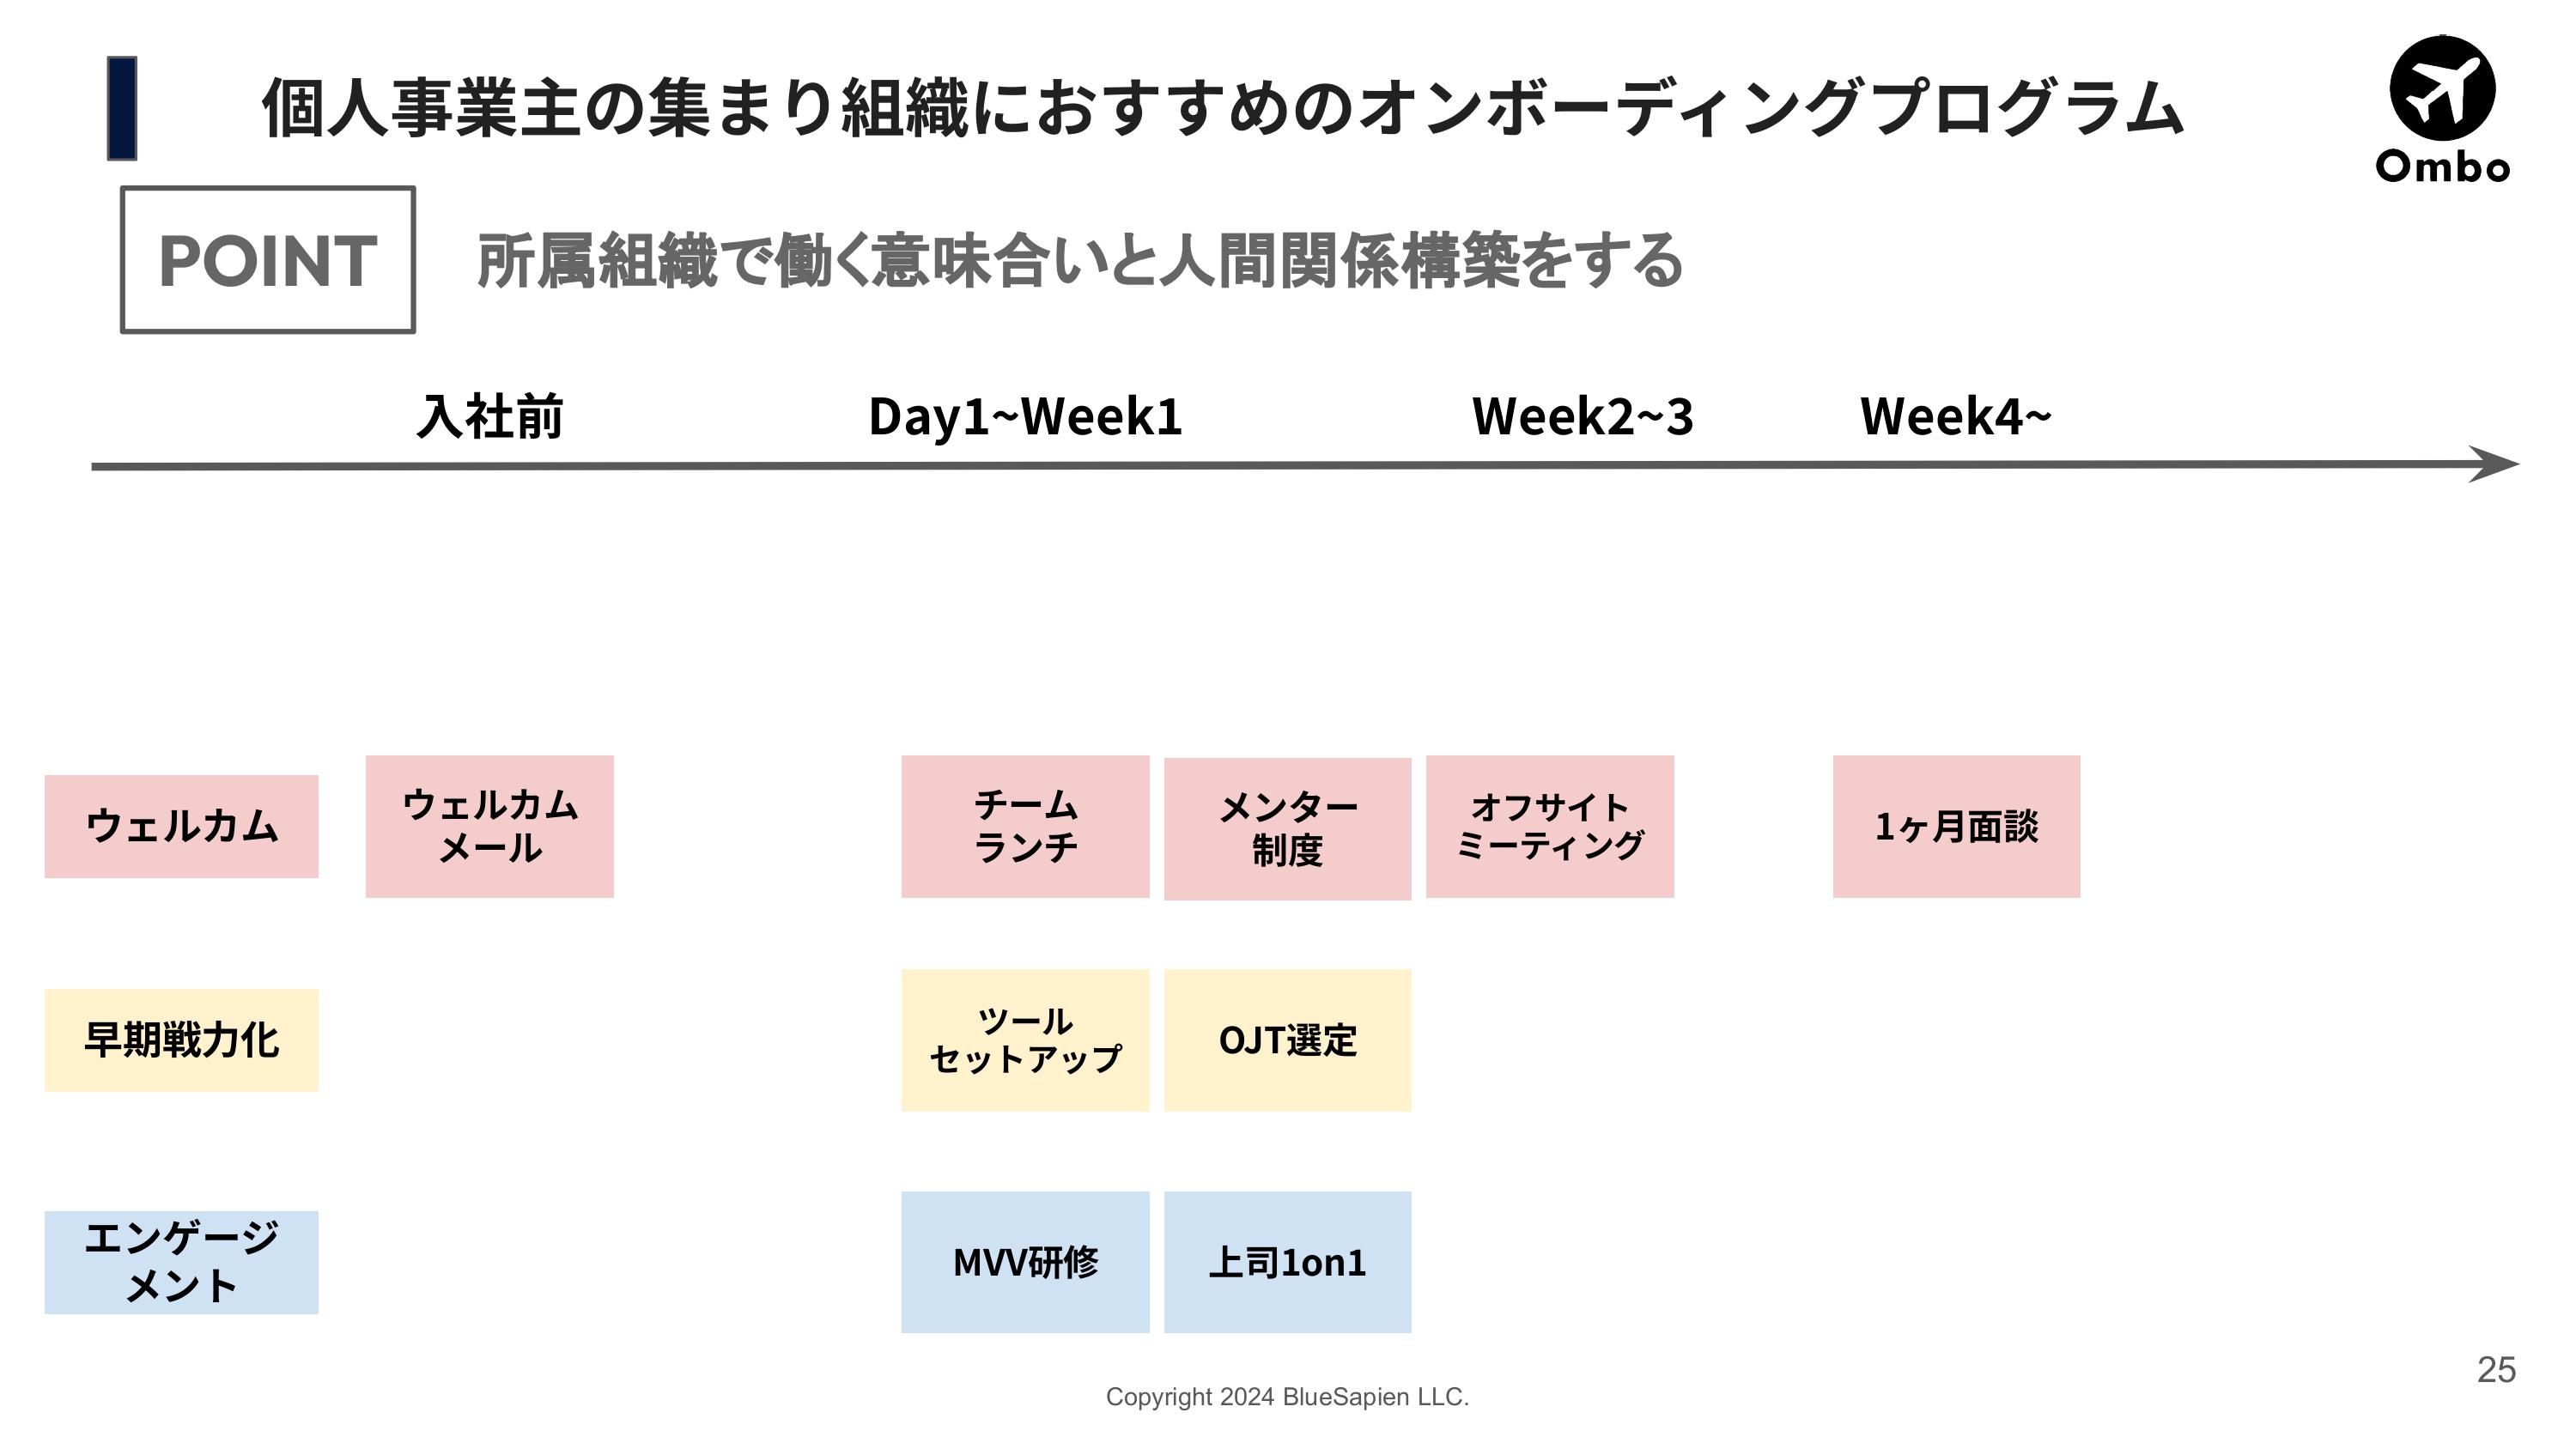 個人事業主の集まり組織におすすめのオンボーディングプログラム
Ombo
POINT
所属組織で働く意味合いと人間関係構築をする
入社前
Day1~Week1
Week2~3
Week4~
ウェルカム
ウェルカム
メール
チーム
ランチ
メンター
制度
オフサイト
ミーティング
1ヶ月面談
早期戦力化
ツール
セットアップ
OJT選定
エンゲージ
メント
MVV研修
上司1on1
25
Copyright 2024 BlueSapien LLC.